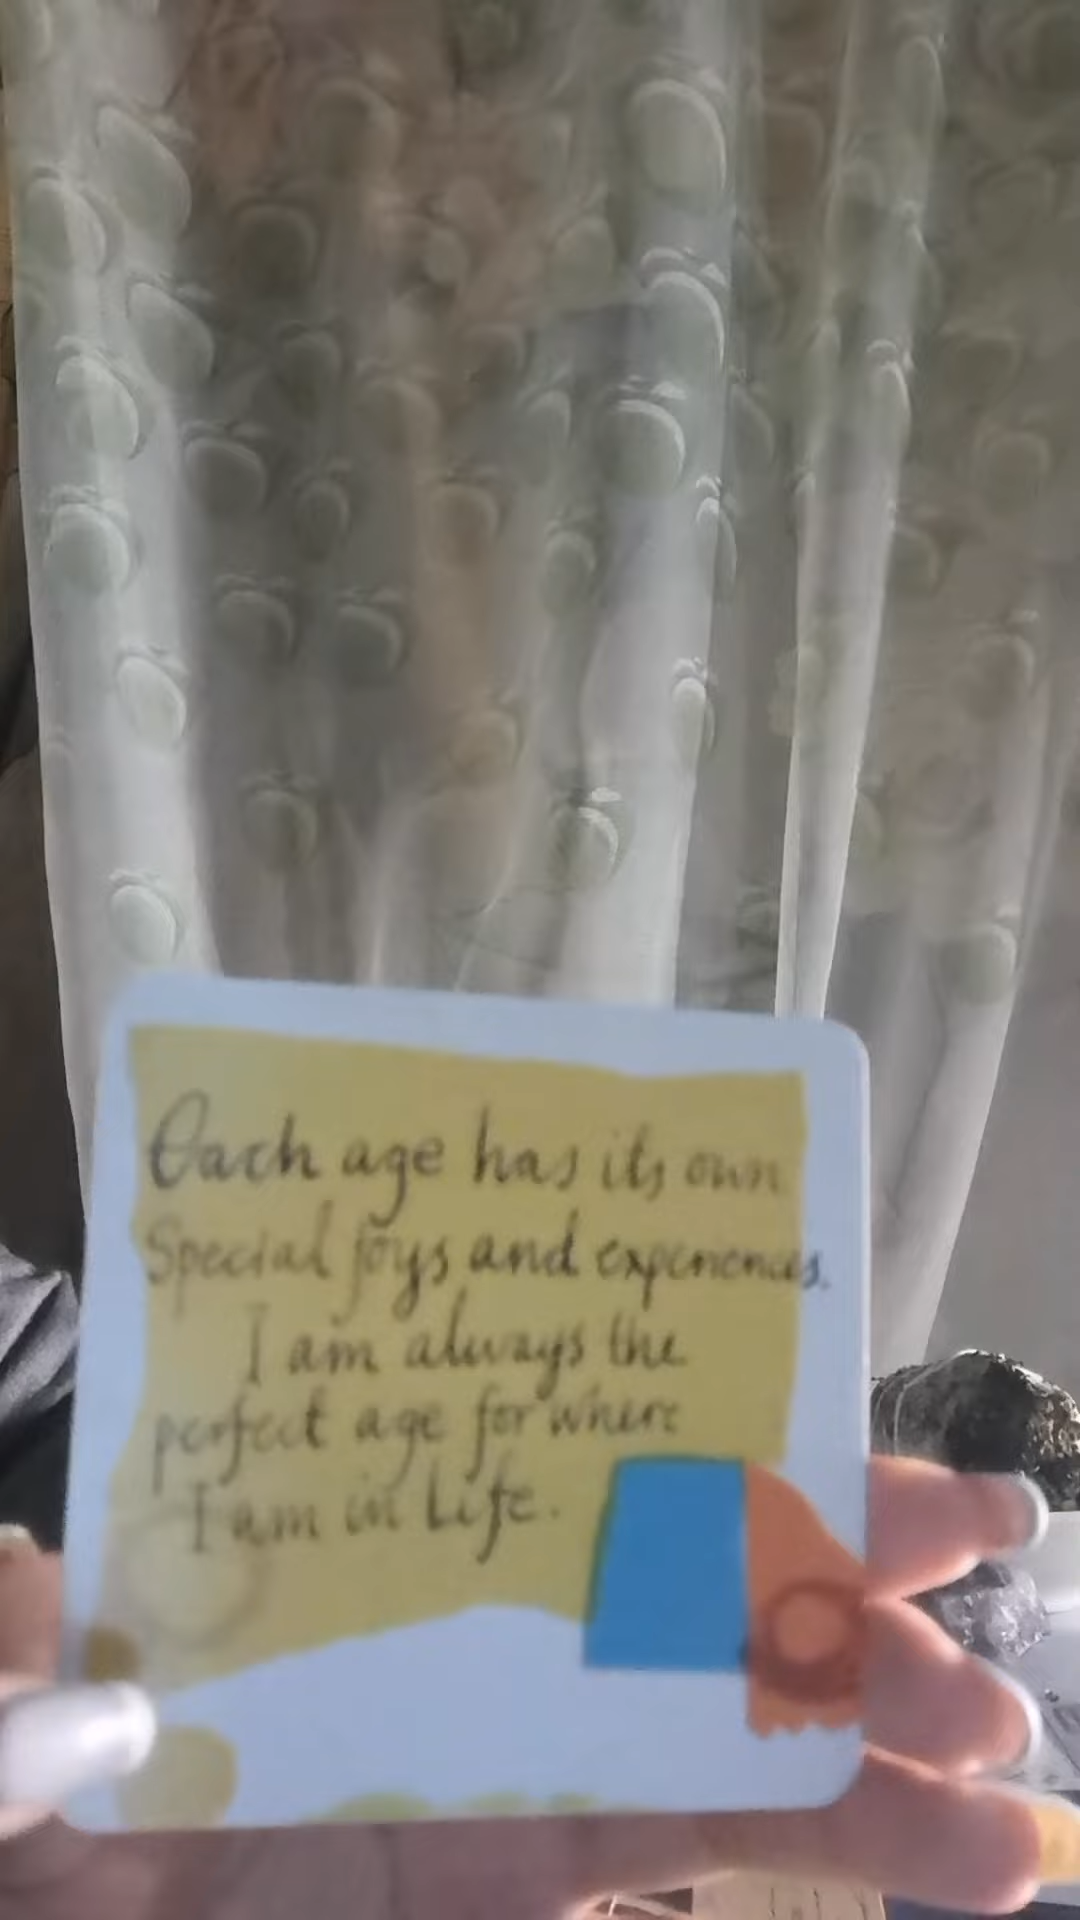 Each age has its own
Special joys and experiences.
I am always the
perfect age for where
I am in life.